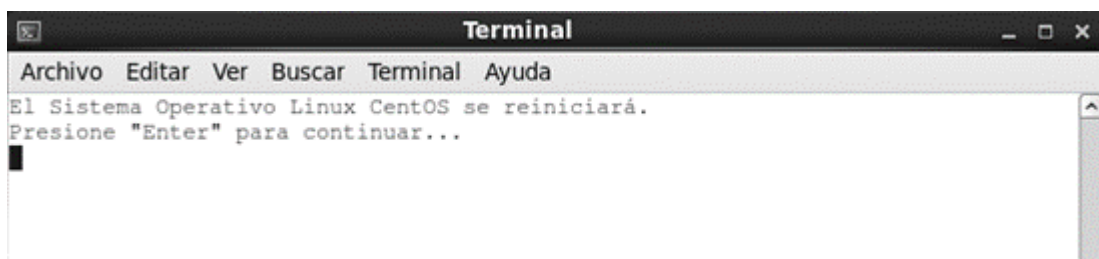 Terminal
Archivo Editar Ver Buscar Terminal Ayuda
El Sistema Operativo Linux CentOS se reiniciará.
Presione "Enter" para continuar...